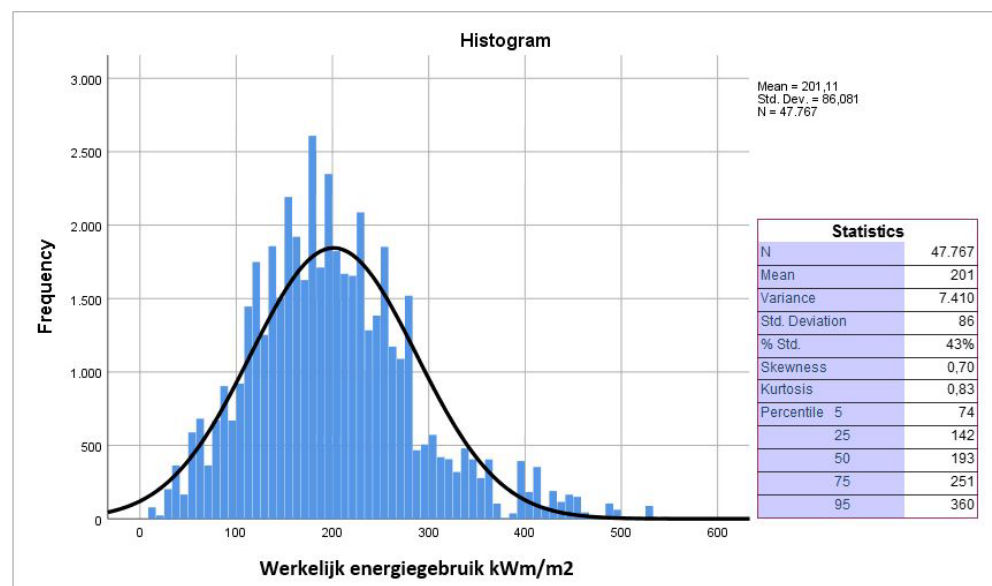 Histogram
Mean = 201,11
Std. Dev. = 86,081
N = 47.767
3.000
2.500
2.000
1.500
1.000
500
0
Frequency
0 100 200 300 400 500 600
Werkelijk energiegebruik kWm/m2
Statistics
N 47.767
Mean 201
Variance 7.410
Std. Deviation 86
% Std. 43%
Skewness 0,70
Kurtosis 0,83
Percentile 5 74
25 142
50 193
75 251
95 360